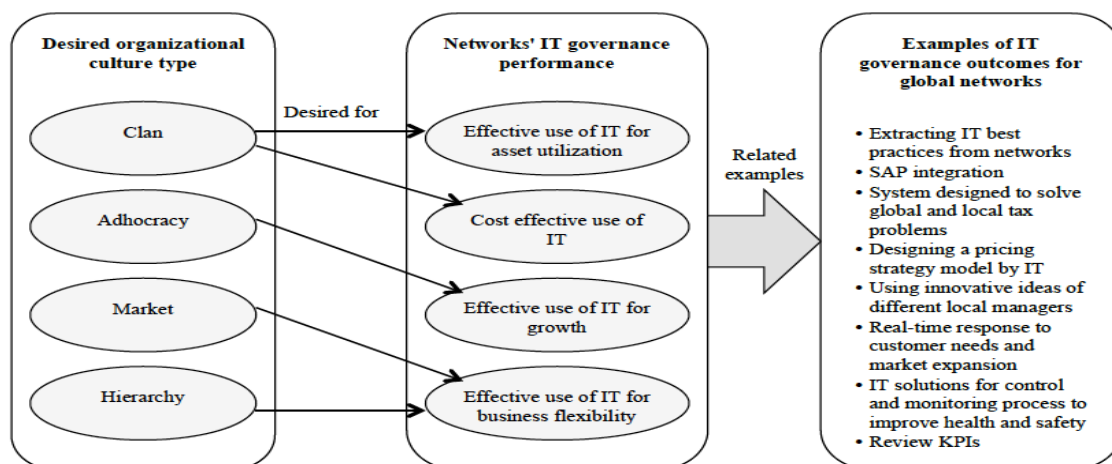 Desired organizational
culture type
Clan
Adhocracy
Market
Hierarchy
Desired for
Networks' IT governance
performance
Effective use of IT for
asset utilization
Cost effective use of
IT
Effective use of IT for
growth
Effective use of IT for
business flexibility
Related
examples
Examples of IT
governance outcomes for
global networks
• Extracting IT best
practices from networks
• SAP integration
• System designed to solve
global and local tax
problems
• Designing a pricing
strategy model by IT
• Using innovative ideas of
different local managers
• Real-time response to
customer needs and
market expansion
• IT solutions for control
and monitoring process to
improve health and safety
• Review KPIs